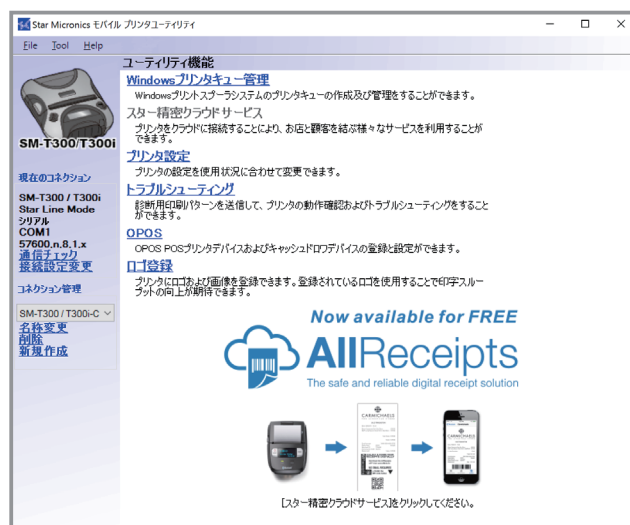 Star Micronics モバイル プリンタユーティリティ
File Tool Help
ユーティリティ機能
Windowsプリンタキュー管理
Windowsプリントスプーラシステムのプリンタキューの作成及び管理をすることができます。
スター精密クラウドサービス
プリンタをクラウドに接続することにより、お店と顧客を結ぶ様々なサービスを利用することが
できます。
プリンタ設定
プリンタの設定を使用状況に合わせて変更できます。
トラブルシューティング
診断用印刷パターンを送信して、プリンタの動作確認およびトラブルシューティングをすること
ができます。
OPOS
OPOS POSプリンタデバイスおよびキャッシュドロワデバイスの登録と設定ができます。
ロゴ登録
プリンタにロゴおよび画像を登録できます。登録されているロゴを使用することで印字スルー
プットの向上が期待できます。
SM-T300/T300i
現在のコネクション
SM-T300 / T300i
Star Line Mode
シリアル
COM1
57600,n,8,1,x
通信チェック
接続設定変更
コネクション管理
SM-T300 / T300i-C
名称変更
削除
新規作成
Now available for FREE
AllReceipts
The safe and reliable digital receipt solution
CARMICHAELS
CARMICHAELS
[スター精密クラウドサービス]をクリックしてください。